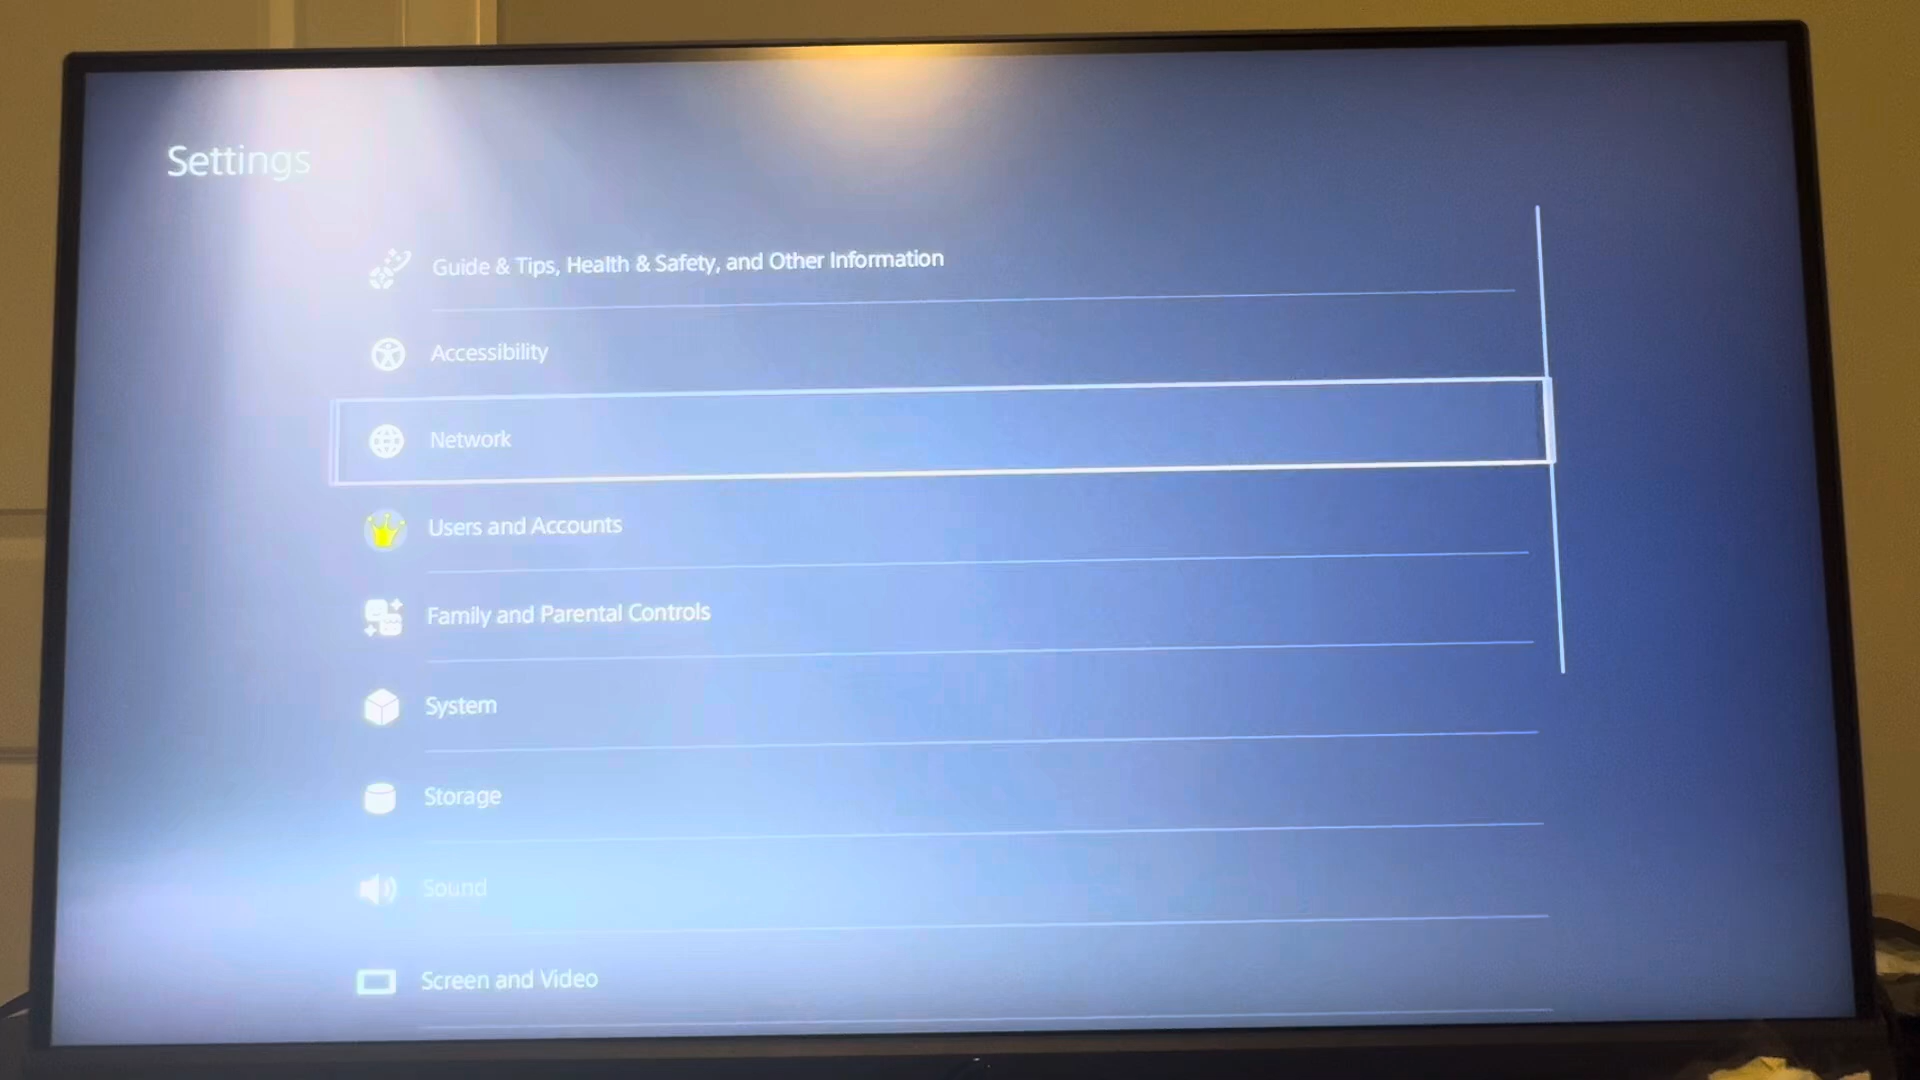 Settings
Guide & Tips, Health & Safety, and Other Information
Accessibility
Network
Users and Accounts
Family and Parental Controls
System
Storage
Sound
Screen and Video